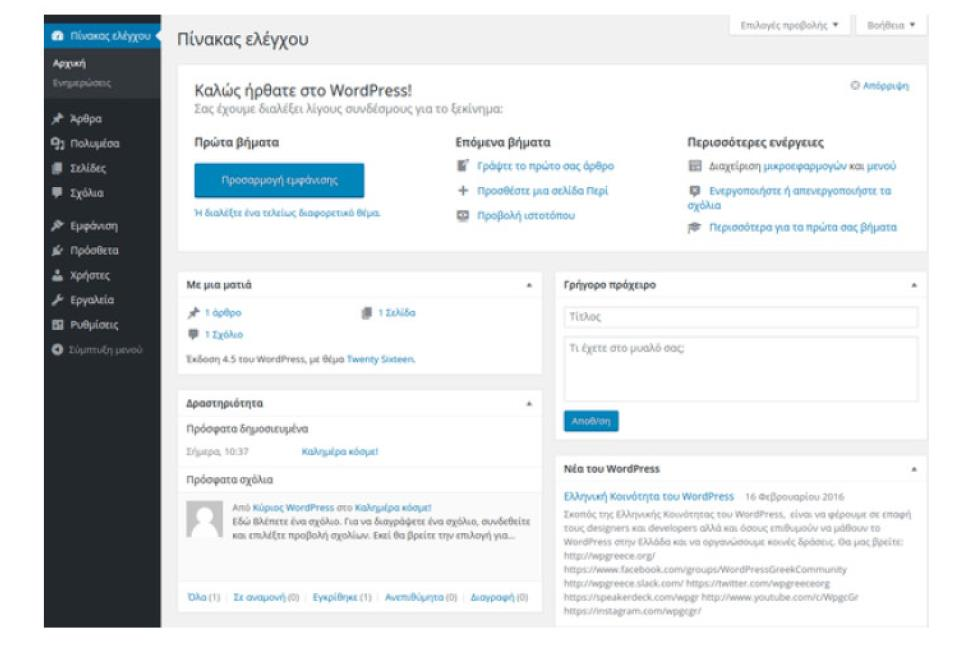 Πίνακας ελέγχου
Αρχική
Ενημερώσεις
Άρθρα
Πολυμέσα
Σελίδες
Σχόλια
Εμφάνιση
Πρόσθετα
Χρήστες
Εργαλεία
Ρυθμίσεις
Σύμπτυξη μενού
Επιλογές προβολής ▼
Βοήθεια ▼
Πίνακας ελέγχου
Καλώς ήρθατε στο WordPress!
Απόρριψη
Σας έχουμε διαλέξει λίγους συνδέσμους για το ξεκίνημα:
Πρώτα βήματα
Προσαρμογή εμφάνισης
Ή διαλέξτε ένα τελείως διαφορετικό θέμα.
Επόμενα βήματα
Γράψτε το πρώτο σας άρθρο
Προσθέστε μια σελίδα Περί
Προβολή ιστοτόπου
Περισσότερες ενέργειες
Διαχείριση μικροεφαρμογών και μενού
Ενεργοποιήστε ή απενεργοποιήστε τα
σχόλια
Περισσότερα για τα πρώτα σας βήματα
Με μια ματιά
1 άρθρο
1 Σελίδα
1 Σχόλιο
Έκδοση 4.5 του WordPress, με θέμα Twenty Sixteen.
Δραστηριότητα
Πρόσφατα δημοσιευμένα
Σήμερα, 10:37 Καλημέρα κόσμε!
Πρόσφατα σχόλια
Από Κύριος WordPress στο Καλημέρα κόσμε!
Εδώ Βλέπετε ένα σχόλιο. Για να διαγράψετε ένα σχόλιο, συνδεθείτε
και επιλέξτε προβολή σχολίων. Εκεί θα βρείτε την επιλογή για...
Όλα (1) | Σε αναμονή (0) | Εγκρίθηκε (1) | Ανεπιθύμητα (0) | Διαγραφή (0)
Γρήγορο πρόχειρο
Τίτλος
Τι έχετε στο μυαλό σας;
Αποθ/ση
Νέα του WordPress
Ελληνική Κοινότητα του WordPress 16 Φεβρουαρίου 2016
Σκοπός της Ελληνικής Κοινότητας του WordPress, είναι να φέρουμε σε επαφή
τους designers και developers αλλά και όσους επιθυμούν να μάθουν το
WordPress στην Ελλάδα και να οργανώσουμε κοινές δράσεις. Θα μας βρείτε:
http://wpgreece.org/
https://www.facebook.com/groups/WordPressGreekCommunity
http://wpgreece.slack.com/ https://twitter.com/wpgreeceorg
https://speakerdeck.com/wpgr http://www.youtube.com/c/WpgcGr
https://instagram.com/wpgcgr/